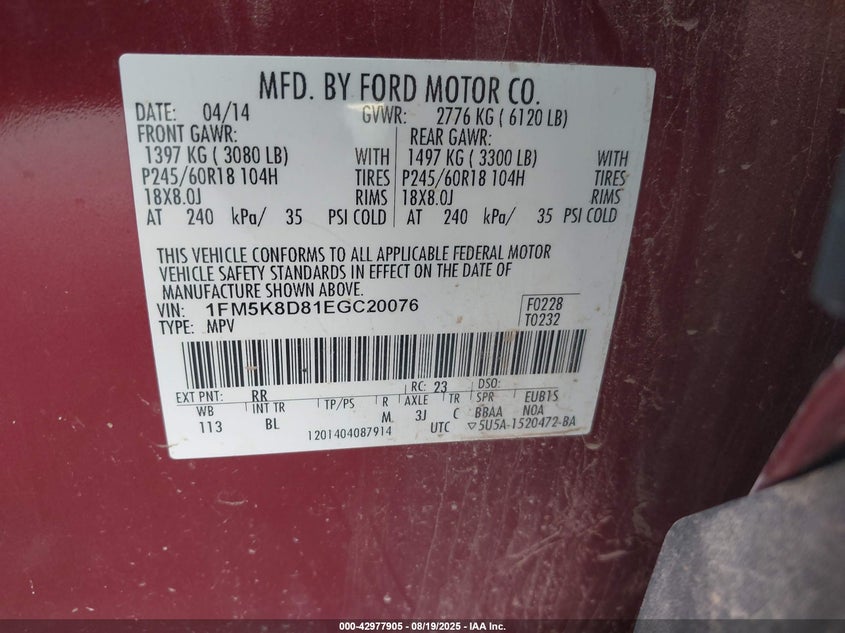 MFD. BY FORD MOTOR CO.
DATE: 04/14 GVWR: 2776 KG ( 6120 LB)
FRONT GAWR: REAR GAWR:
1397 KG ( 3080 LB) WITH 1497 KG ( 3300 LB) WITH
P245/60R18 104H TIRES P245/60R18 104H TIRES
18X8.0J RIMS 18X8.0J RIMS
AT 240 kPa/ 35 PSI COLD AT 240 kPa/ 35 PSI COLD
THIS VEHICLE CONFORMS TO ALL APPLICABLE FEDERAL MOTOR
VEHICLE SAFETY STANDARDS IN EFFECT ON THE DATE OF
MANUFACTURE SHOWN ABOVE.
VIN: 1FM5K8D81EGC20076 F0228
TYPE: MPV T0232
EXT PNT: RR RC: 23 DSO:
WB INT TR TP/PS R AXLE TR SPR EUB1S
113 BL M 3J C BBAA NOA
1201404087914 UTC ▽5U5A-1520472-BA
000-42977905 - 08/19/2025 - IAA Inc.